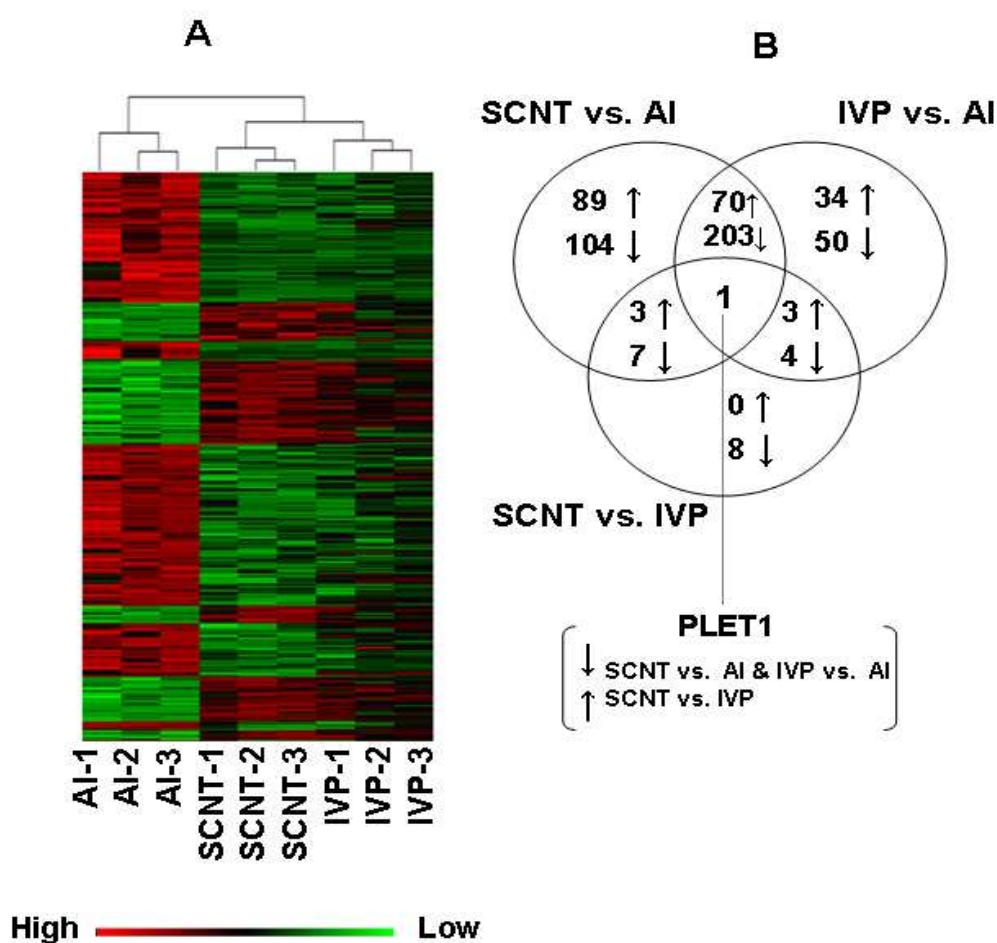 A
B
SCNT vs. AI
IVP vs. AI
89 ↑
70↑
34 ↑
104 ↓
203↓
50 ↓
1
3 ↑
3 ↑
7 ↓
4 ↓
0 ↑
8 ↓
SCNT vs. IVP
PLET1
↓ SCNT vs. AI & IVP vs. AI
↑ SCNT vs. IVP
AI-1
AI-2
AI-3
SCNT-1
SCNT-2
SCNT-3
IVP-1
IVP-2
IVP-3
High
Low